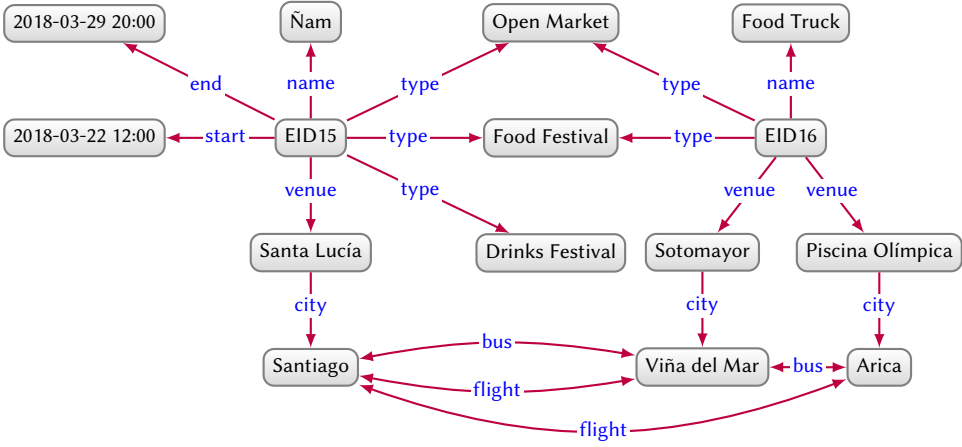 2018-03-29 20:00
Ñam
Open Market
Food Truck
end
name
type
type
name
2018-03-22 12:00
start
EID15
type
Food Festival
type
EID16
venue
type
venue
venue
Santa Lucía
Drinks Festival
Sotomayor
Piscina Olímpica
city
city
city
bus
Santiago
Viña del Mar
bus
Arica
flight
flight